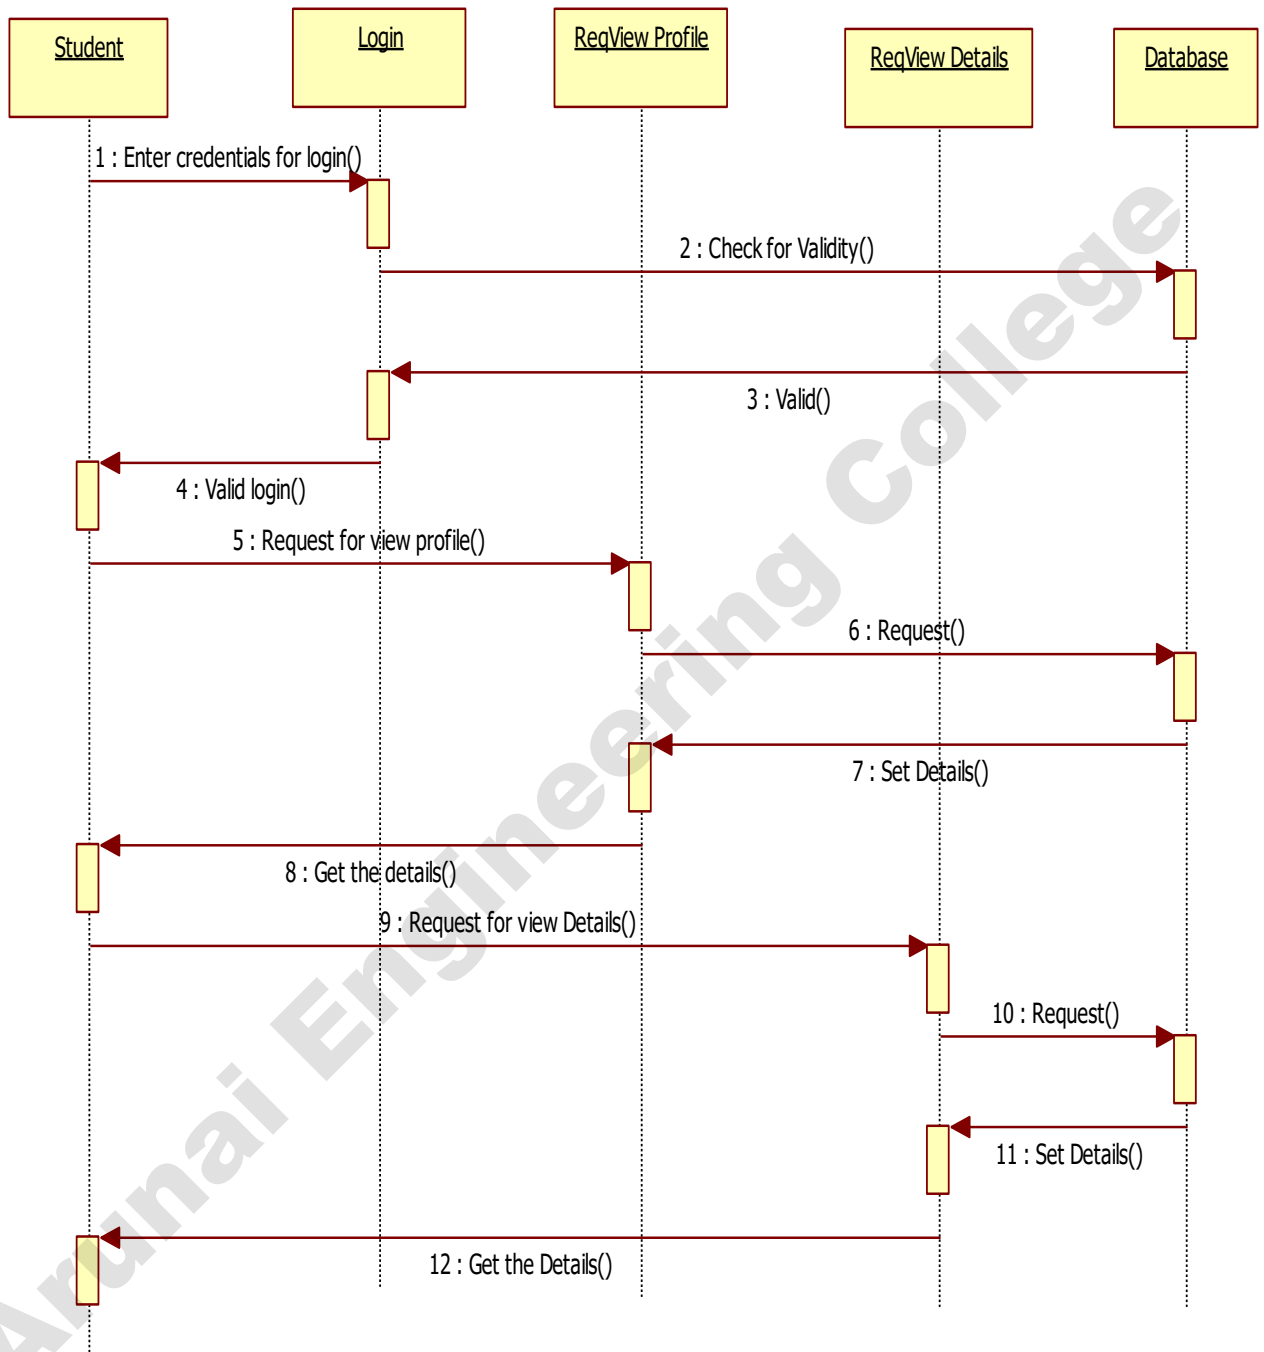 Student
Login
ReqView Profile
ReqView Details
Database
1 : Enter credentials for login()
2 : Check for Validity()
3 : Valid()
4 : Valid login()
5 : Request for view profile()
6 : Request()
7 : Set Details()
8 : Get the details()
9 : Request for view Details()
10 : Request()
11 : Set Details()
12 : Get the Details()
Arunai Engineering College